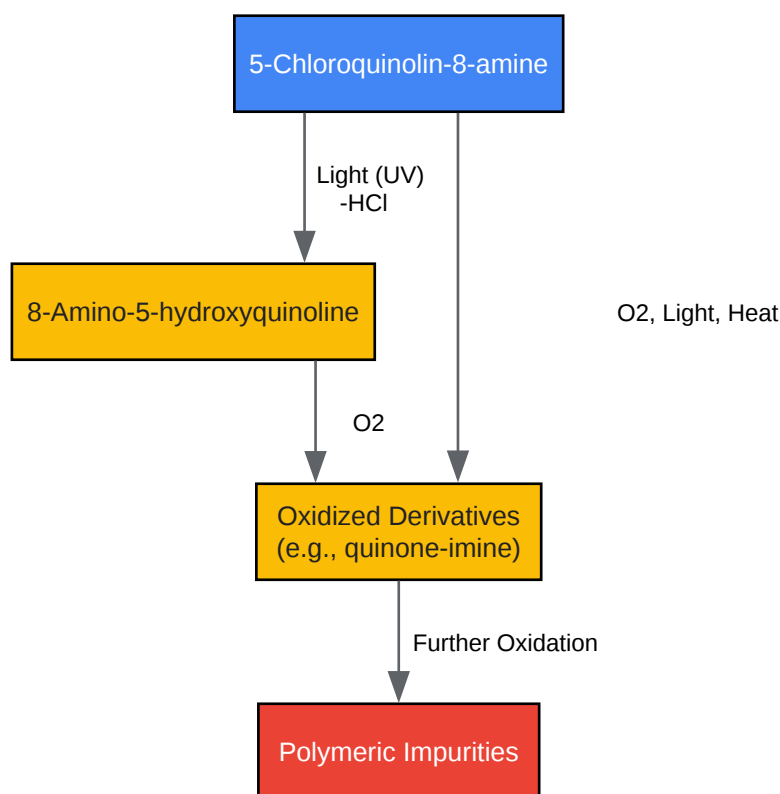 5-Chloroquinolin-8-amine
Light (UV)
-HCl
8-Amino-5-hydroxyquinoline
O2, Light, Heat
O2
Oxidized Derivatives
(e.g., quinone-imine)
Further Oxidation
Polymeric Impurities